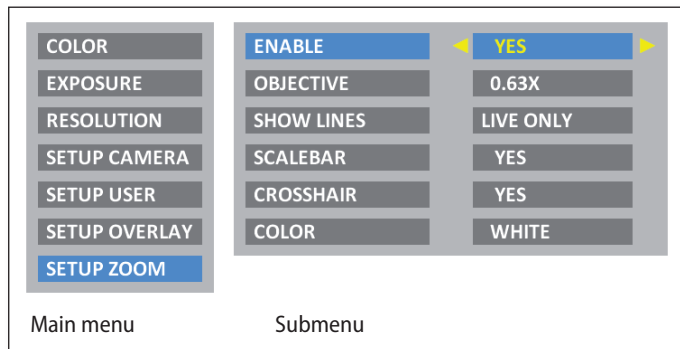 COLOR
EXPOSURE
RESOLUTION
SETUP CAMERA
SETUP USER
SETUP OVERLAY
SETUP ZOOM
ENABLE YES
OBJECTIVE 0.63X
SHOW LINES LIVE ONLY
SCALEBAR YES
CROSSHAIR YES
COLOR WHITE
Main menu Submenu